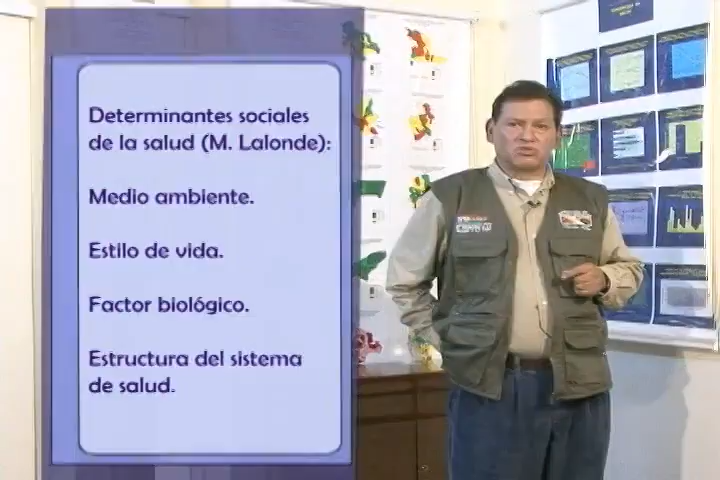 Determinantes sociales
de la salud (M. Lalonde):
Medio ambiente.
Estilo de vida.
Factor biológico.
Estructura del sistema
de salud.